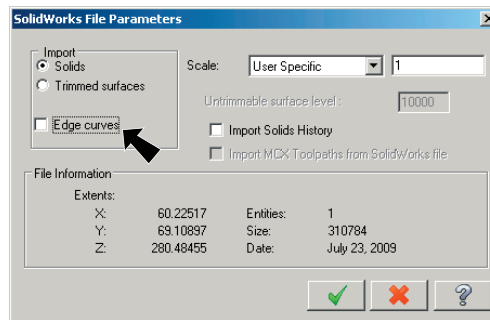 SolidWorks File Parameters
Import
Solids
Trimmed surfaces
Edge curves
Scale: User Specific 1
Untrimmable surface level: 10000
Import Solids History
Import MCX Toolpaths from SolidWorks file
File Information
Extents:
X: 60.22517 Entities: 1
Y: 69.10897 Size: 310784
Z: 280.48455 Date: July 23, 2009